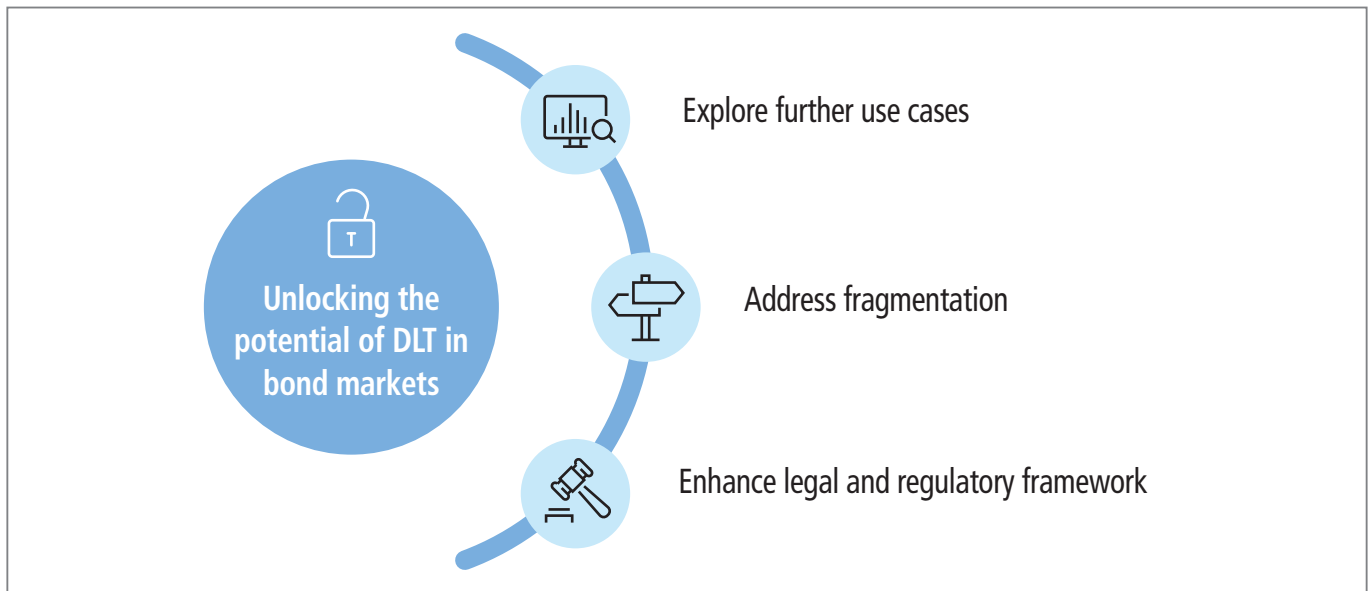 Explore further use cases
T
Unlocking the
potential of DLT in
bond markets
Address fragmentation
Enhance legal and regulatory framework